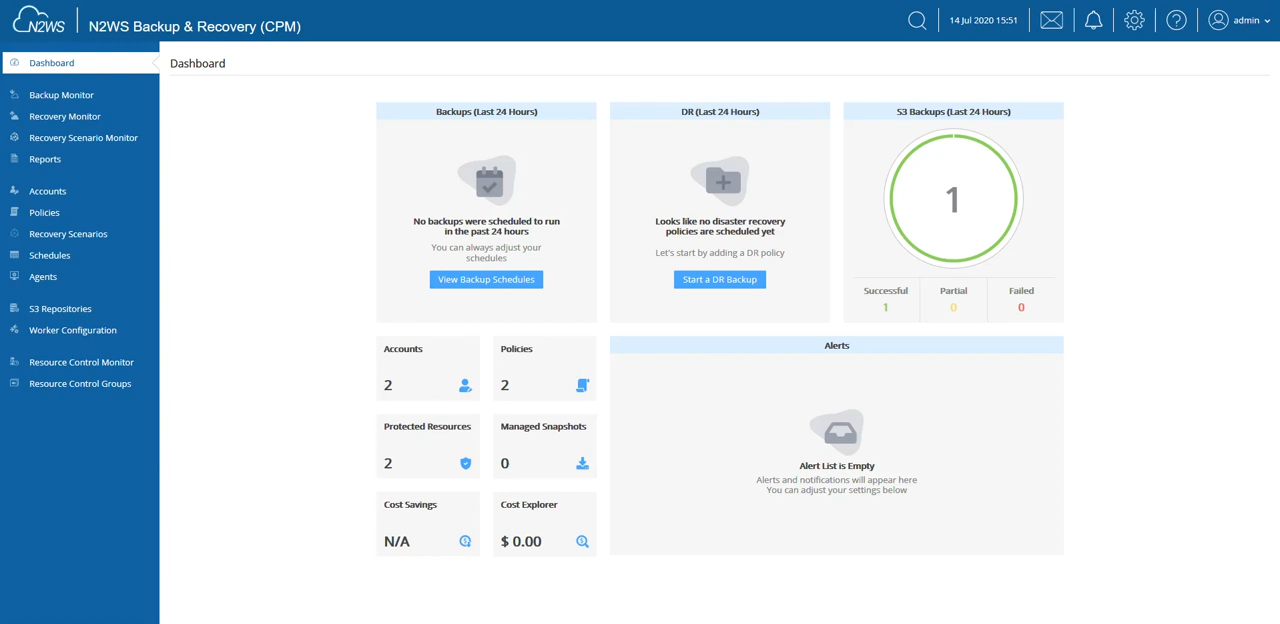 N2WS
N2WS Backup & Recovery (CPM)
14 Jul 2020 15:51
admin
Dashboard
Backup Monitor
Recovery Monitor
Recovery Scenario Monitor
Reports
Accounts
Policies
Recovery Scenarios
Schedules
Agents
S3 Repositories
Worker Configuration
Resource Control Monitor
Resource Control Groups
Dashboard
Backups (Last 24 Hours)
No backups were scheduled to run
in the past 24 hours
You can always adjust your
schedules
View Backup Schedules
DR (Last 24 Hours)
Looks like no disaster recovery
policies are scheduled yet
Let's start by adding a DR policy
Start a DR Backup
S3 Backups (Last 24 Hours)
1
Successful Partial Failed
1 0 0
Accounts
2
Policies
2
Protected Resources
2
Managed Snapshots
0
Cost Savings
N/A
Cost Explorer
$ 0.00
Alerts
Alert List is Empty
Alerts and notifications will appear here
You can adjust your settings below